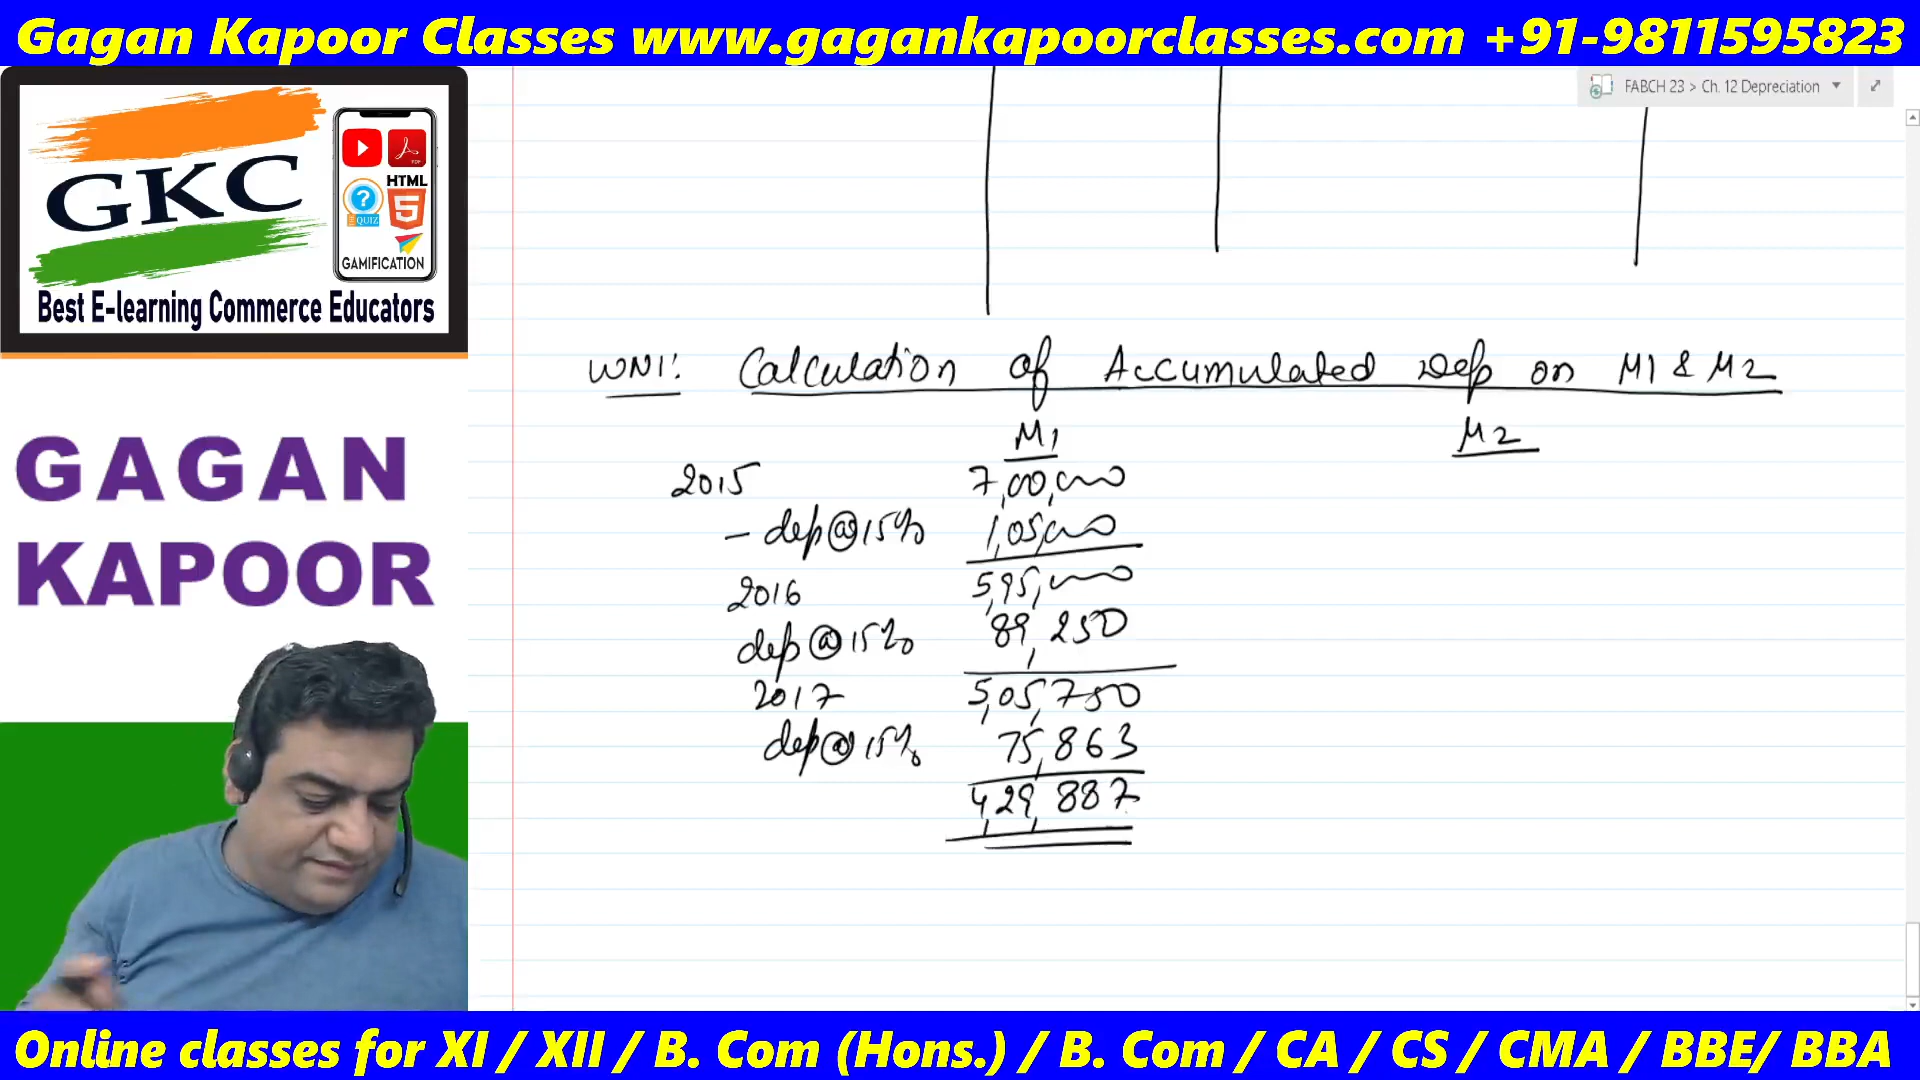 Gagan Kapoor Classes www.gagankapoorclasses.com +91-9811595823
FABCH 23 > Ch. 12 Depreciation
GKC
PDF
HTML
5
?
QUIZ
GAMIFICATION
Best E-learning Commerce Educators
GAGAN
KAPOOR
WN1: Calculation of Accumulated Dep on M1 & M2
M1 M2
2015 7,00,000
- dep@15% 1,05,000
2016 5,95,000
dep@15% 89,250
2017 5,05,750
dep@15% 75,863
4,29,887
Online classes for XI / XII / B. Com (Hons.) / B. Com / CA / CS / CMA / BBE/ BBA